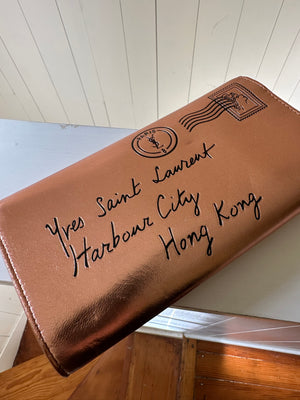 Yves Saint Laurent
Harbour City
Hong Kong